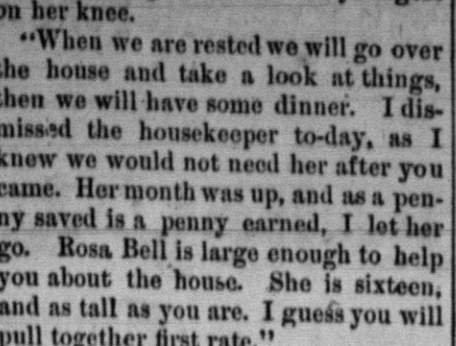 on her knee.
"When we are rested we will go over
the house and take a look at things,
then we will have some dinner. I dis-
missed the housekeeper to-day, as I
knew we would not need her after you
came. Her month was up, and as a pen-
ny saved is a penny earned, I let her
go. Rosa Bell is large enough to help
you about the house. She is sixteen,
and as tall as you are. I guess you will
pull together first rate."